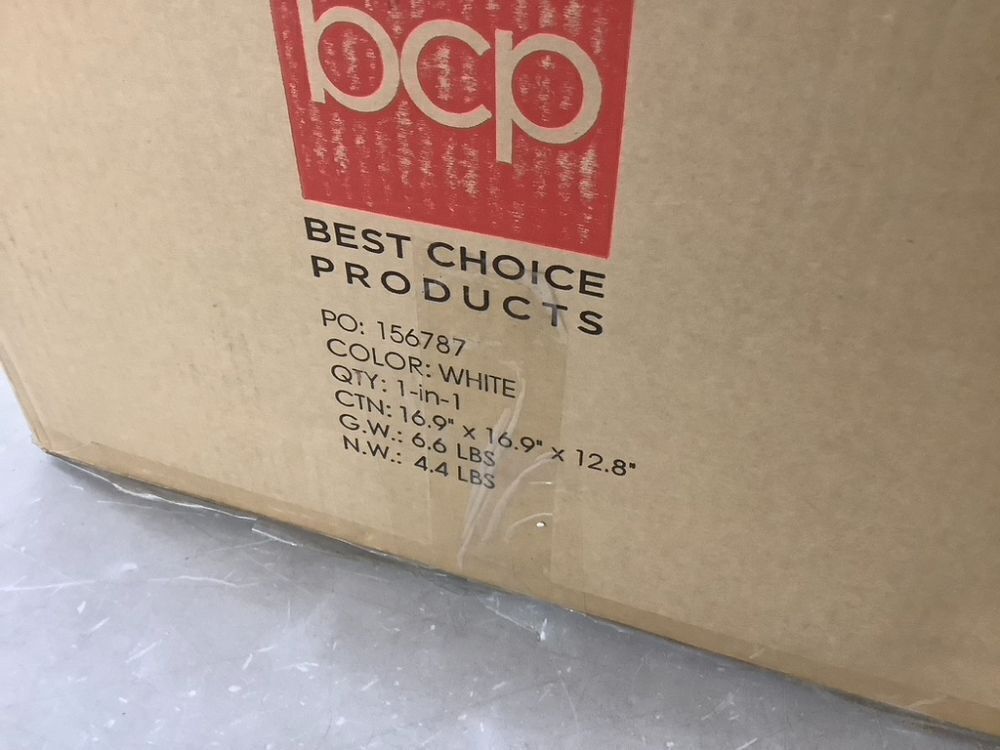 bcp
BEST CHOICE
PRODUCTS
PO: 156787
COLOR: WHITE
QTY: 1-in-1
CTN: 16.9" x 16.9" x 12.8"
G.W.: 6.6 LBS
N.W.: 4.4 LBS